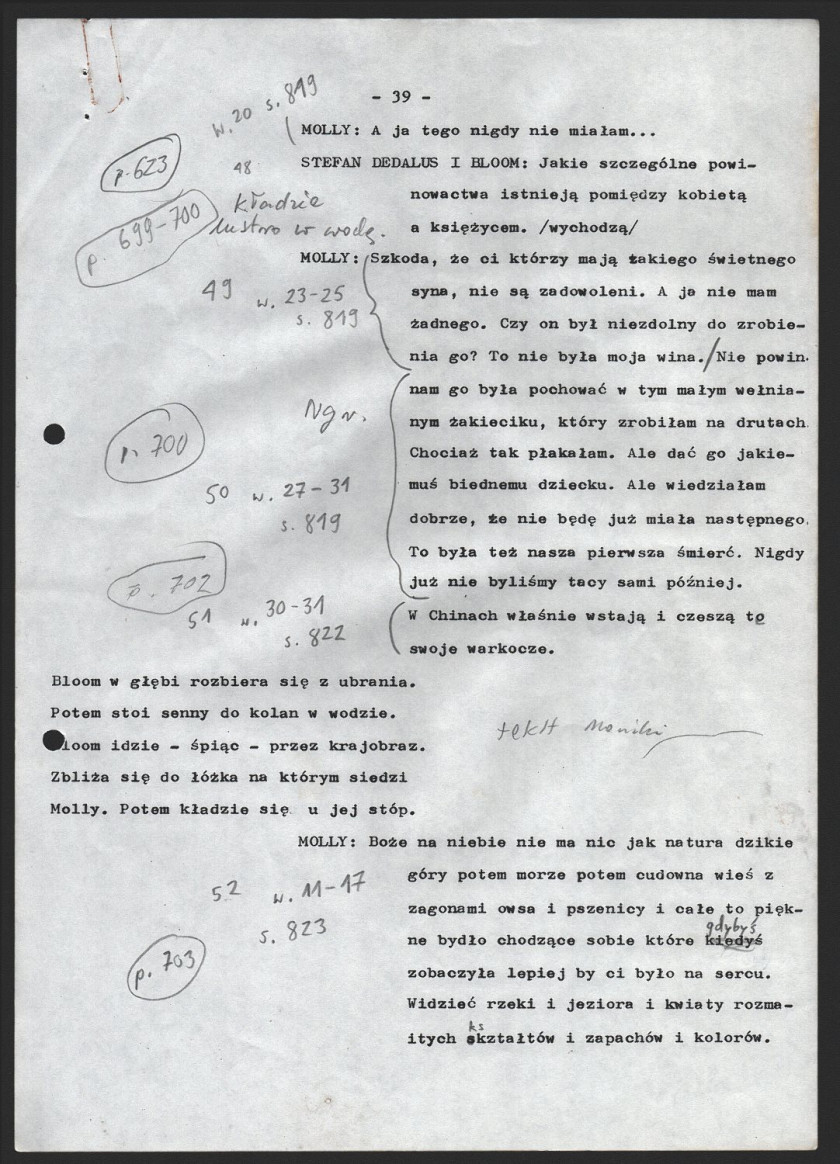 - 39 -
w. 20 s. 819
MOLLY: A ja tego nigdy nie miałam...
p. 623
48
STEFAN DEDALUS I BLOOM: Jakie szczególne powi-
kładzie
nowactwa istnieją pomiędzy kobietą
p. 699-700
lustro w wodę.
a księżycem. /wychodzą/
MOLLY: Szkoda, że ci którzy mają takiego świetnego
49 w. 23-25
syna, nie są zadowoleni. A ja nie mam
s. 819
żadnego. Czy on był niezdolny do zrobie-
nia go? To nie była moja wina./Nie powin.
nam go była pochować w tym małym wełnia-
Ngr.
nym żakieciku, który zrobiłam na drutach.
p. 700
Chociaż tak płakałam. Ale dać go jakie-
50 w. 27-31
muś biednemu dziecku. Ale wiedziałam
s. 819
dobrze, że nie będę już miała następnego.
To była też nasza pierwsza śmierć. Nigdy
p. 702
już nie byliśmy tacy sami później.
51 w. 30-31
W Chinach właśnie wstają i czeszą te
s. 822
swoje warkocze.
Bloom w głębi rozbiera się z ubrania.
Potem stoi senny do kolan w wodzie.
tekst Moniki
loom idzie - śpiąc - przez krajobraz.
Zbliża się do łóżka na którym siedzi
Molly. Potem kładzie się u jej stóp.
MOLLY: Boże na niebie nie ma nic jak natura dzikie
52 w. 11-17
góry potem morze potem cudowna wieś z
zagonami owsa i pszenicy i całe to pięk-
s. 823
gdybyś
ne bydło chodzące sobie które kiedyś
p. 703
zobaczyła lepiej by ci było na sercu.
Widzieć rzeki i jeziora i kwiaty rozma-
ks
itych skształtów i zapachów i kolorów.